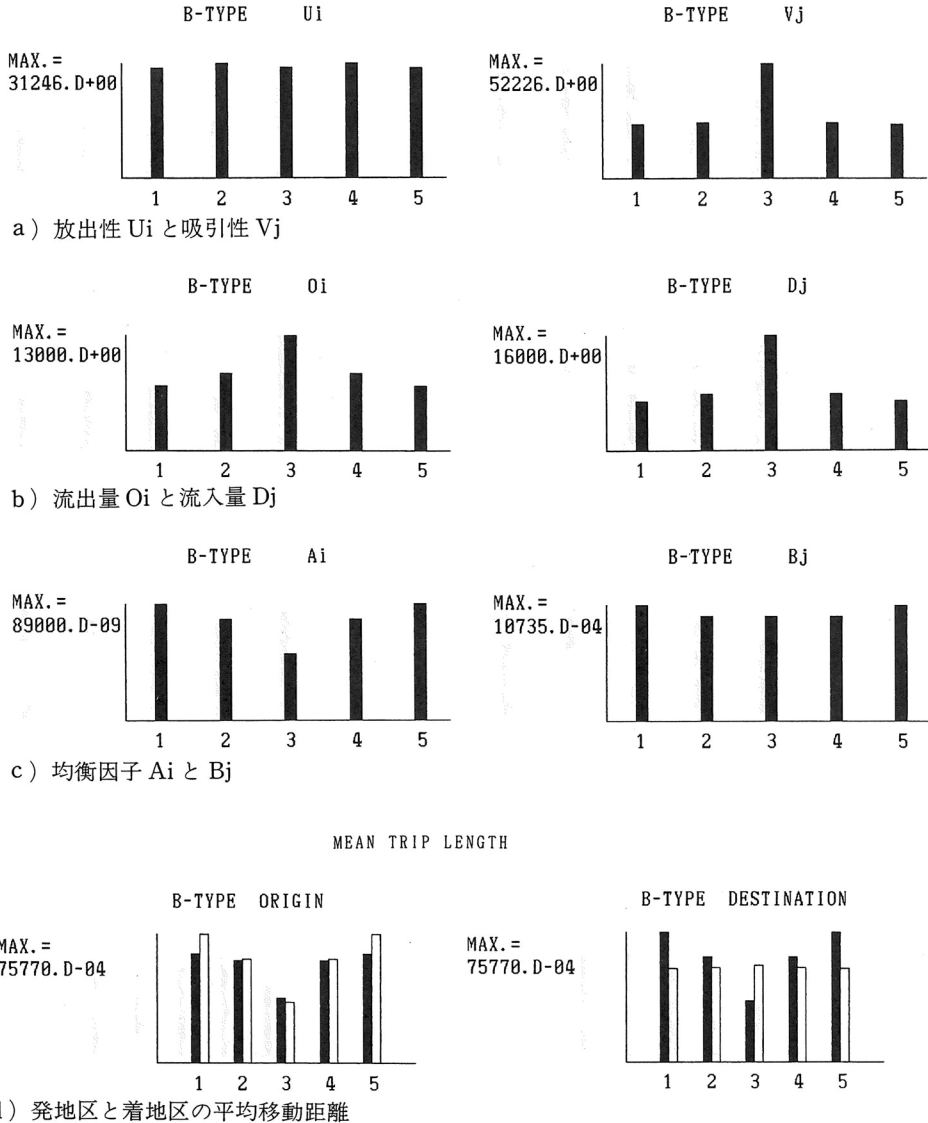 B-TYPE Ui
MAX.=
31246.D+00
1 2 3 4 5
B-TYPE Vj
MAX.=
52226.D+00
1 2 3 4 5
a) 放出性 Ui と吸引性 Vj
B-TYPE Oi
MAX.=
13000.D+00
1 2 3 4 5
B-TYPE Dj
MAX.=
16000.D+00
1 2 3 4 5
b) 流出量 Oi と流入量 Dj
B-TYPE Ai
MAX.=
89000.D-09
1 2 3 4 5
B-TYPE Bj
MAX.=
10735.D-04
1 2 3 4 5
c) 均衡因子 Ai と Bj
MEAN TRIP LENGTH
B-TYPE ORIGIN
MAX.=
75770.D-04
1 2 3 4 5
B-TYPE DESTINATION
MAX.=
75770.D-04
1 2 3 4 5
d) 発地区と着地区の平均移動距離